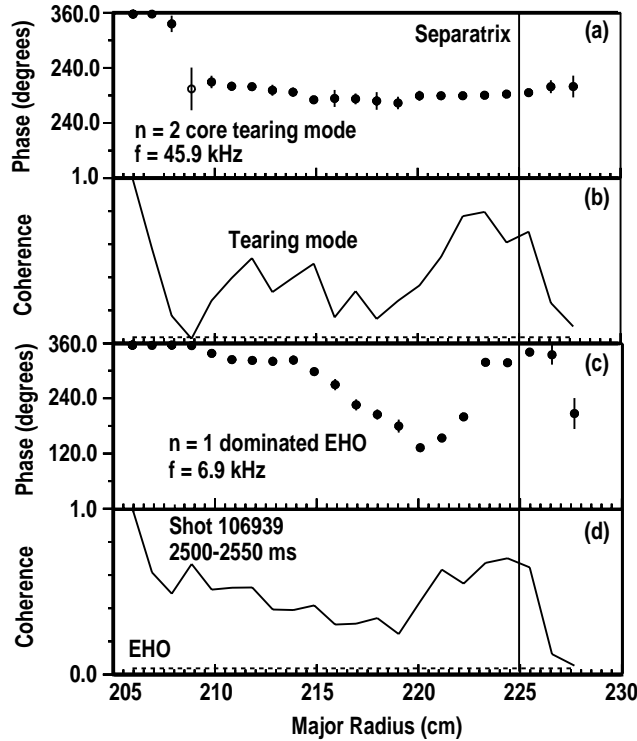 360.0
Separatrix
(a)
240.0
240.0
n = 2 core tearing mode
f = 45.9 kHz
Phase (degrees)
1.0
(b)
Tearing mode
Coherence
360.0
(c)
240.0
120.0
n = 1 dominated EHO
f = 6.9 kHz
Phase (degrees)
1.0
Shot 106939
2500-2550 ms
(d)
Coherence
EHO
0.0
205 210 215 220 225 230
Major Radius (cm)